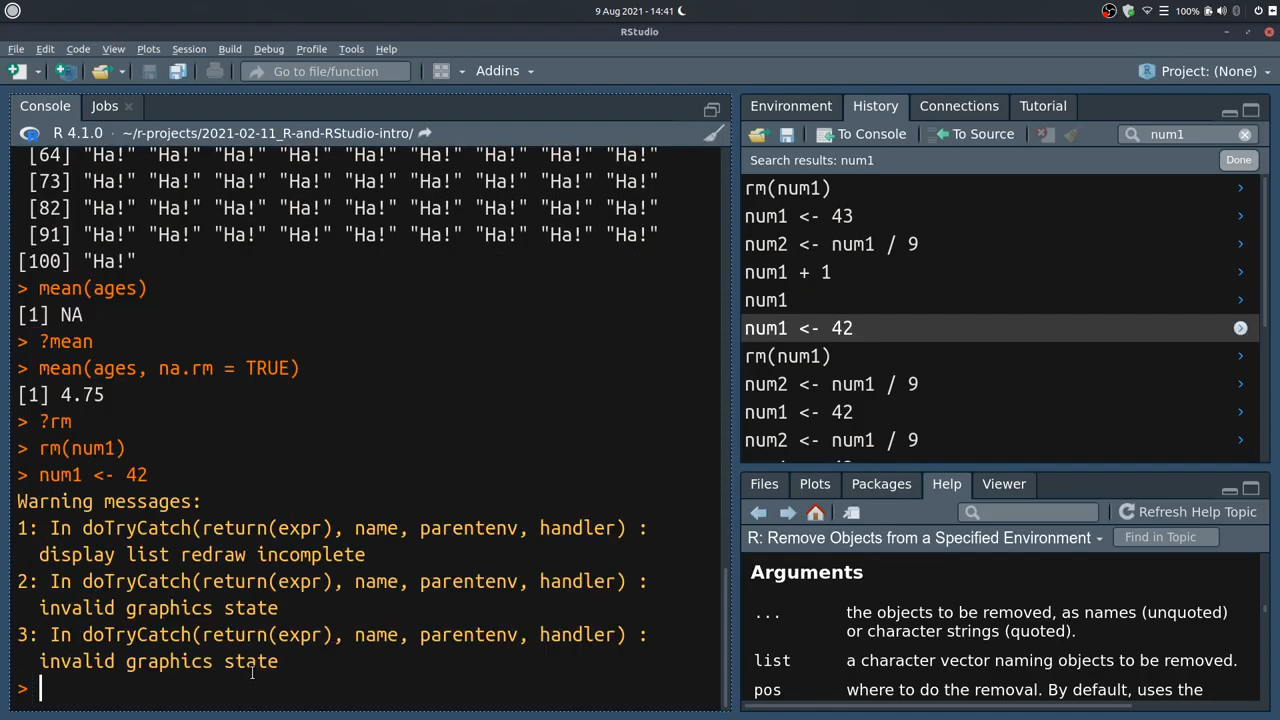 9 Aug 2021 - 14:41
100%
RStudio
File Edit Code View Plots Session Build Debug Profile Tools Help
Go to file/function
Addins
Project: (None)
Console Jobs
R 4.1.0 · ~/r-projects/2021-02-11_R-and-RStudio-intro/
[64] "Ha!" "Ha!" "Ha!" "Ha!" "Ha!" "Ha!" "Ha!" "Ha!" "Ha!"
[73] "Ha!" "Ha!" "Ha!" "Ha!" "Ha!" "Ha!" "Ha!" "Ha!" "Ha!"
[82] "Ha!" "Ha!" "Ha!" "Ha!" "Ha!" "Ha!" "Ha!" "Ha!" "Ha!"
[91] "Ha!" "Ha!" "Ha!" "Ha!" "Ha!" "Ha!" "Ha!" "Ha!" "Ha!"
[100] "Ha!"
> mean(ages)
[1] NA
> ?mean
> mean(ages, na.rm = TRUE)
[1] 4.75
> ?rm
> rm(num1)
> num1 <- 42
Warning messages:
1: In doTryCatch(return(expr), name, parentenv, handler) :
display list redraw incomplete
2: In doTryCatch(return(expr), name, parentenv, handler) :
invalid graphics state
3: In doTryCatch(return(expr), name, parentenv, handler) :
invalid graphics state
>
Environment History Connections Tutorial
To Console To Source num1
Search results: num1 Done
rm(num1)
num1 <- 43
num2 <- num1 / 9
num1 + 1
num1
num1 <- 42
rm(num1)
num2 <- num1 / 9
num1 <- 42
num2 <- num1 / 9
Files Plots Packages Help Viewer
Refresh Help Topic
R: Remove Objects from a Specified Environment Find in Topic
Arguments
... the objects to be removed, as names (unquoted)
or character strings (quoted).
list a character vector naming objects to be removed.
pos where to do the removal. By default, uses the